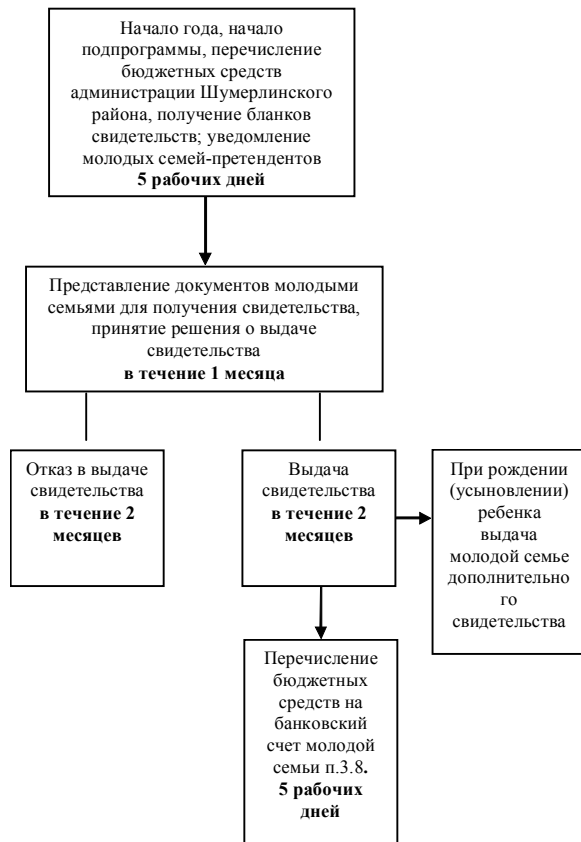 Начало года, начало
подпрограммы, перечисление
бюджетных средств
администрации Шумерлинского
района, получение бланков
свидетельств; уведомление
молодых семей-претендентов
5 рабочих дней
Представление документов молодыми
семьями для получения свидетельства,
принятие решения о выдаче
свидетельства
в течение 1 месяца
Отказ в выдаче
свидетельства
в течение 2
месяцев
Выдача
свидетельства
в течение 2
месяцев
При рождении
(усыновлении)
ребенка
выдача
молодой семье
дополнительно
го
свидетельства
Перечисление
бюджетных
средств на
банковский
счет молодой
семьи п.3.8.
5 рабочих
дней